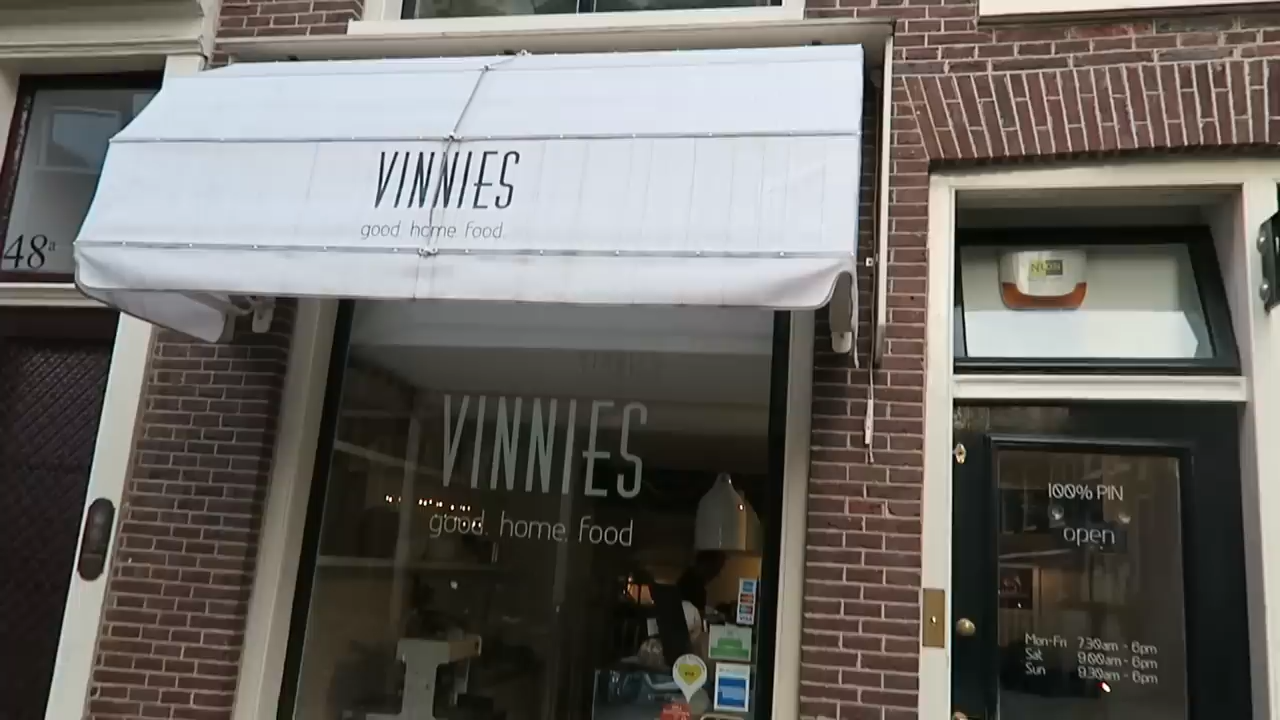 VINNIES
good home food
48a
VINNIES
good. home. food
NVON
100% PIN
open
Mon-Fri 7.30am - 6pm
Sat 9.00am - 6pm
Sun 9.30am - 6pm